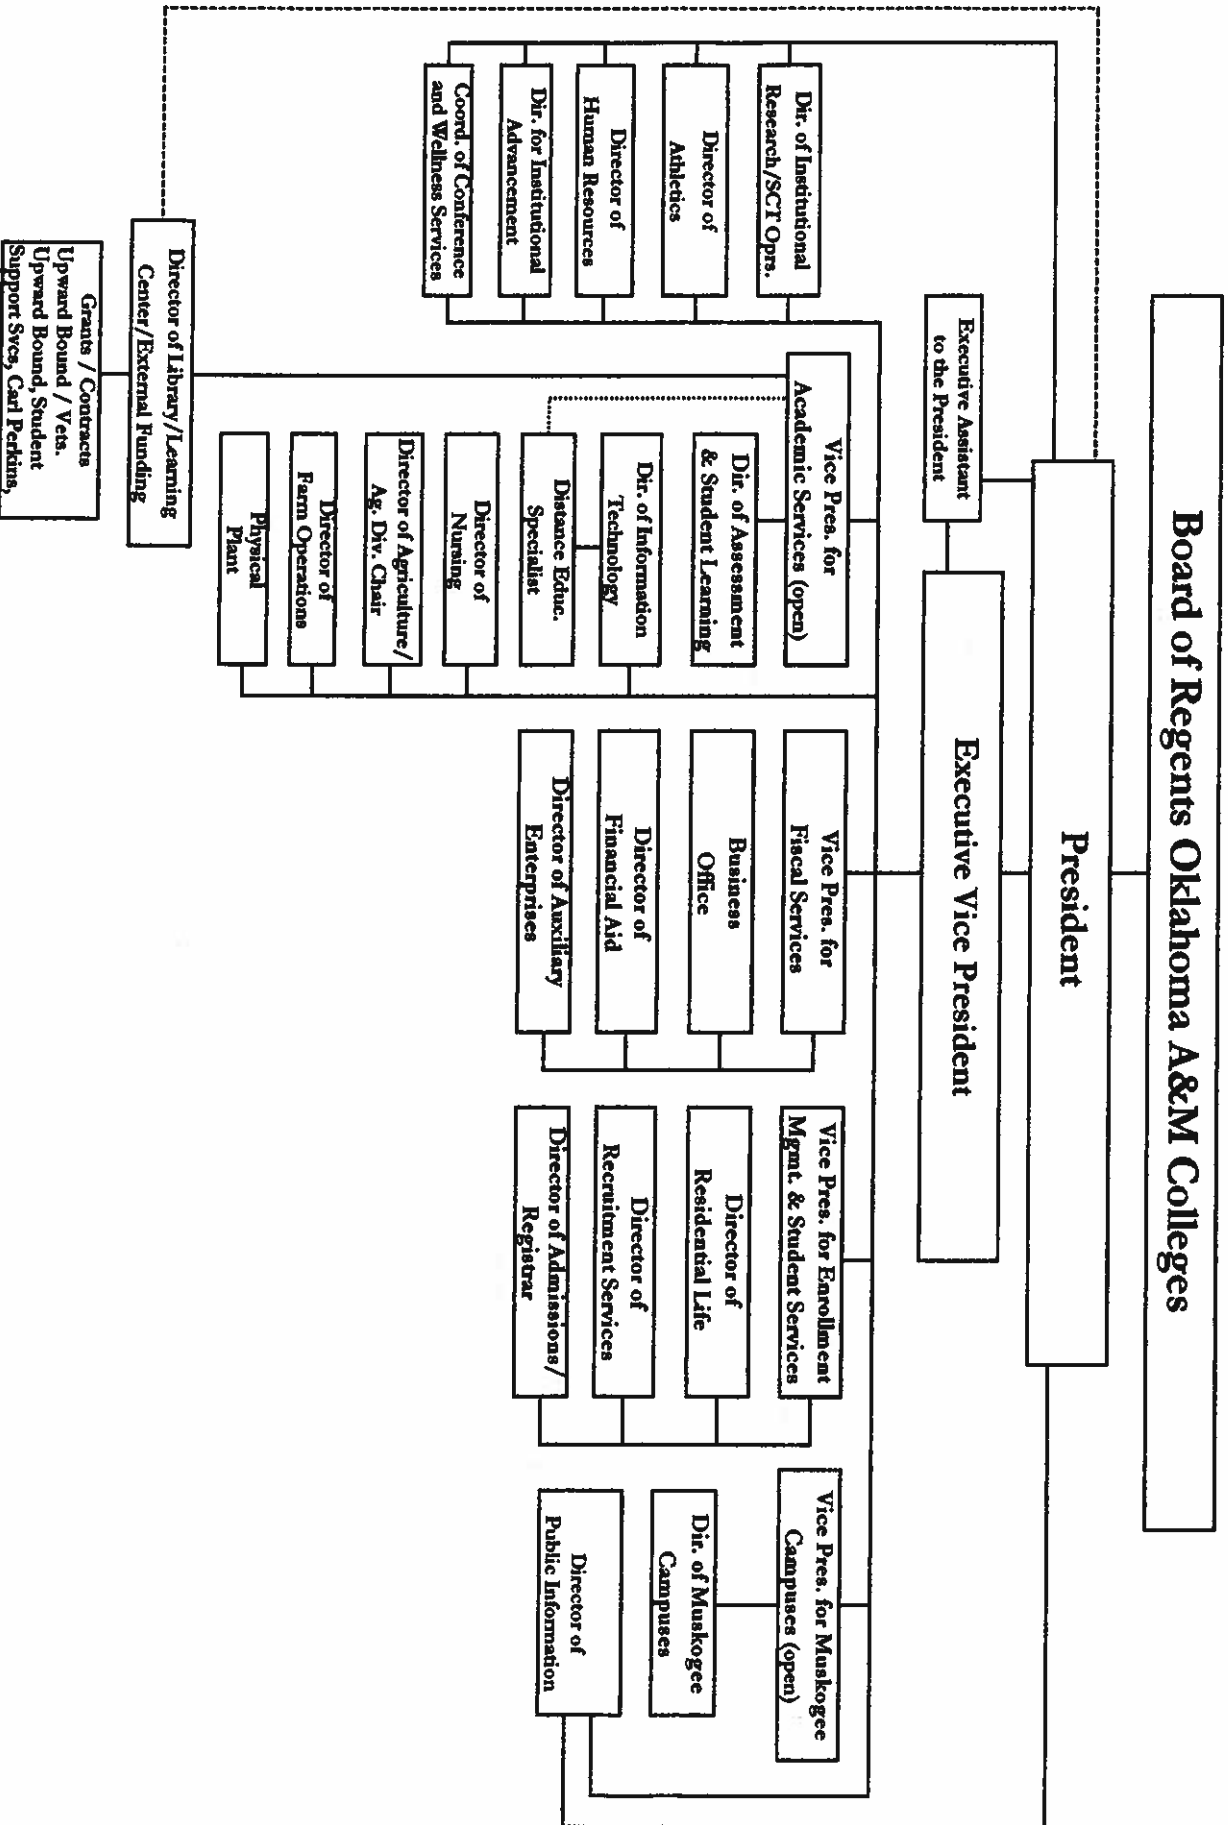 Board of Regents Oklahoma A&M Colleges
President
Executive Assistant
to the President
Executive Vice President
Dir. of Institutional
Research/SCT Oprs.
Director of
Athletics
Director of
Human Resources
Dir. for Institutional
Advancement
Coord. of Conference
and Wellness Services
Vice Pres. for
Academic Services (open)
Dir. of Assessment
& Student Learning
Dir. of Information
Technology
Distance Educ.
Specialist
Director of
Nursing
Director of Agriculture/
Ag. Div. Chair
Director of
Farm Operations
Physical
Plant
Director of Library/Learning
Center/External Funding
Grants / Contracts
Upward Bound / Vets.
Upward Bound, Student
Support Svcs, Carl Perkins,
Vice Pres. for
Fiscal Services
Business
Office
Director of
Financial Aid
Director of Auxiliary
Enterprises
Vice Pres. for Enrollment
Mgmt. & Student Services
Director of
Residential Life
Director of
Recruitment Services
Director of Admissions/
Registrar
Vice Pres. for Muskogee
Campuses (open)
Dir. of Muskogee
Campuses
Director of
Public Information